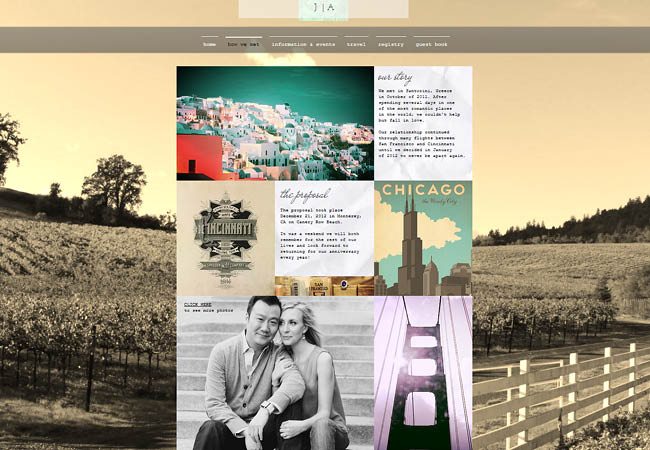 J | A
home how we met information & events travel registry guest book
our story
We met in Santorini, Greece
in October of 2011. After
spending several days in one
of the most romantic places
in the world, we couldn't help
but fall in love.
Our relationship continued
through many flights between
San Francisco and Cincinnati
until we decided in January
of 2012 to never be apart again.
CINCINNATI
the proposal
The proposal took place
December 21, 2012 in Monterey,
CA on Canery Row Beach.
It was a weekend we will both
remember for the rest of our
lives and look forward to
returning for our anniversary
every year!
CHICAGO
the Windy City
SAN
CLICK HERE
to see more photos